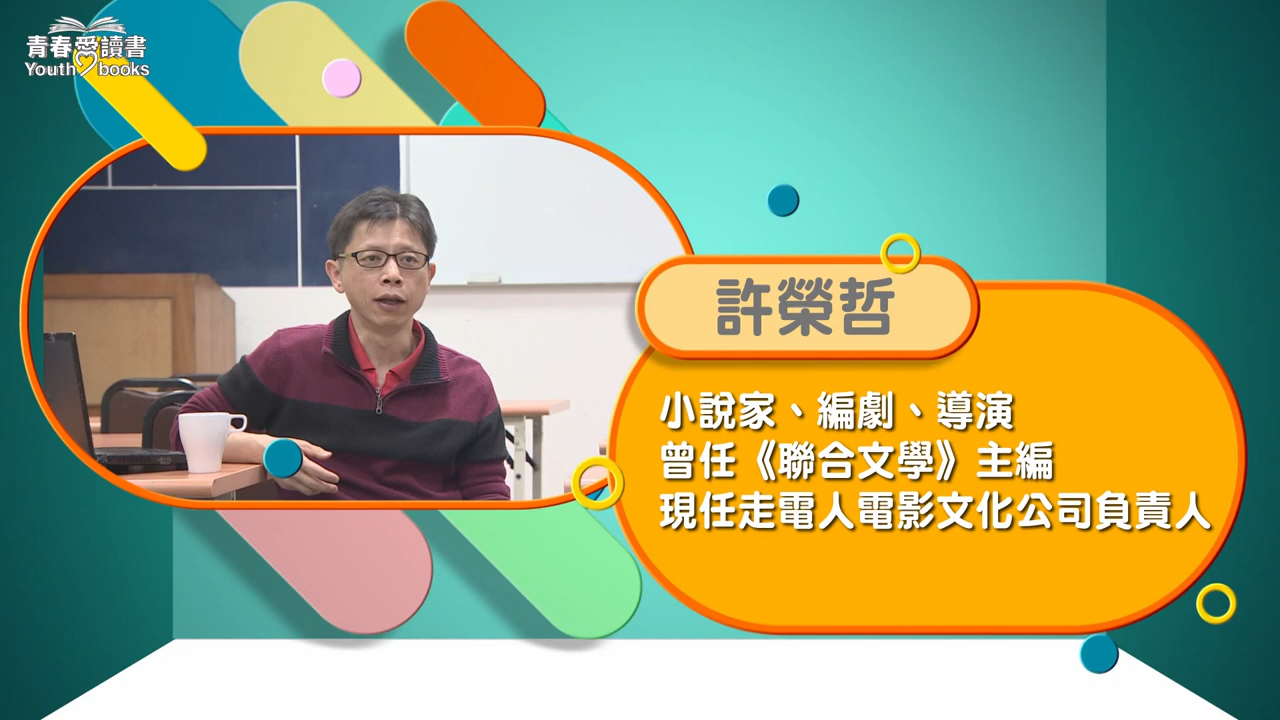 青春愛讀書
Youth books
許榮哲
小說家、編劇、導演
曾任《聯合文學》主編
現任走電人電影文化公司負責人